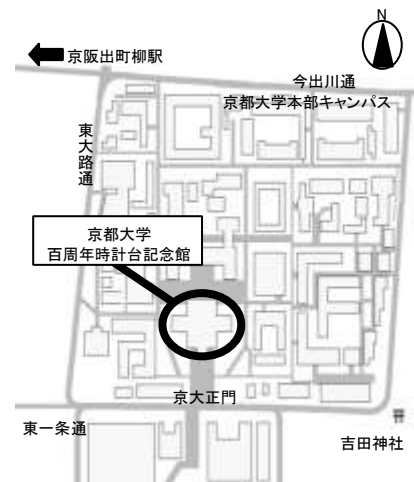 N
京阪出町柳駅
今出川通
京都大学本部キャンパス
東大路通
京都大学
百周年時計台記念館
京大正門
東一条通
吉田神社